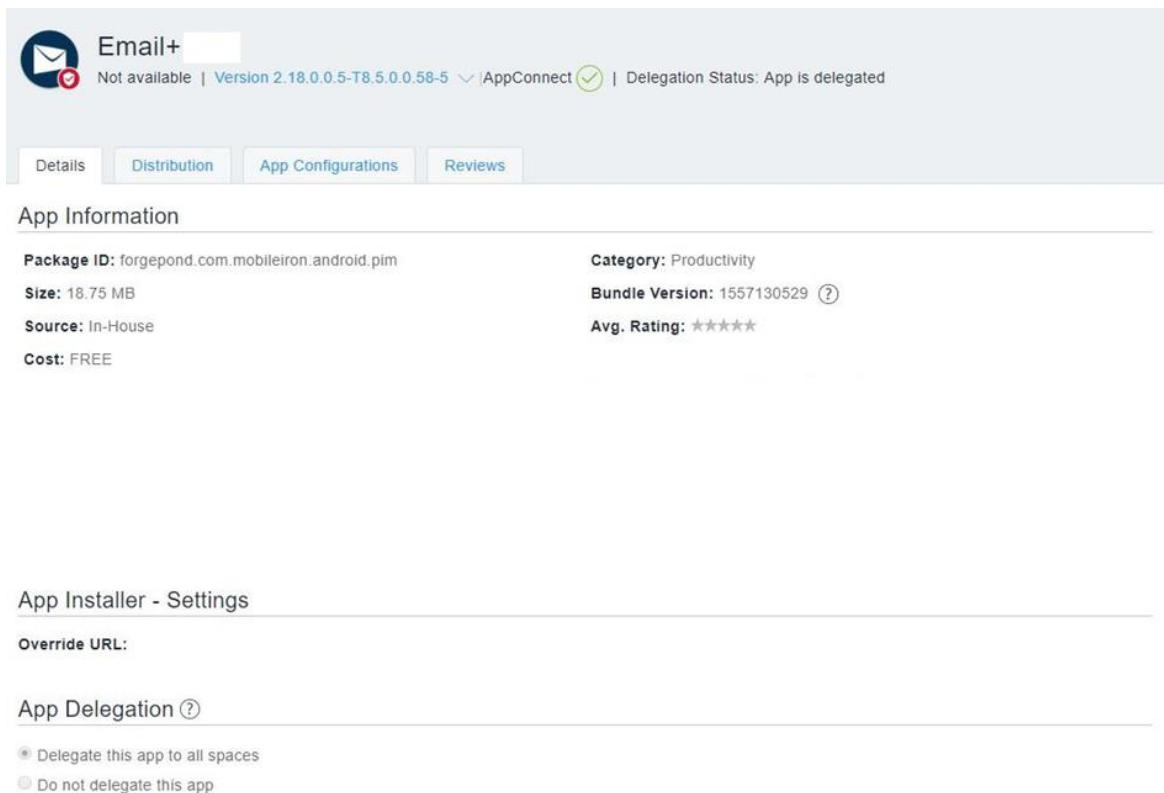 Email+
Not available | Version 2.18.0.0.5-T8.5.0.0.58-5 |AppConnect | Delegation Status: App is delegated
Details Distribution App Configurations Reviews
App Information
Package ID: forgepond.com.mobileiron.android.pim Category: Productivity
Size: 18.75 MB Bundle Version: 1557130529 ?
Source: In-House Avg. Rating: ★★★★★
Cost: FREE
App Installer - Settings
Override URL:
App Delegation ?
Delegate this app to all spaces
Do not delegate this app